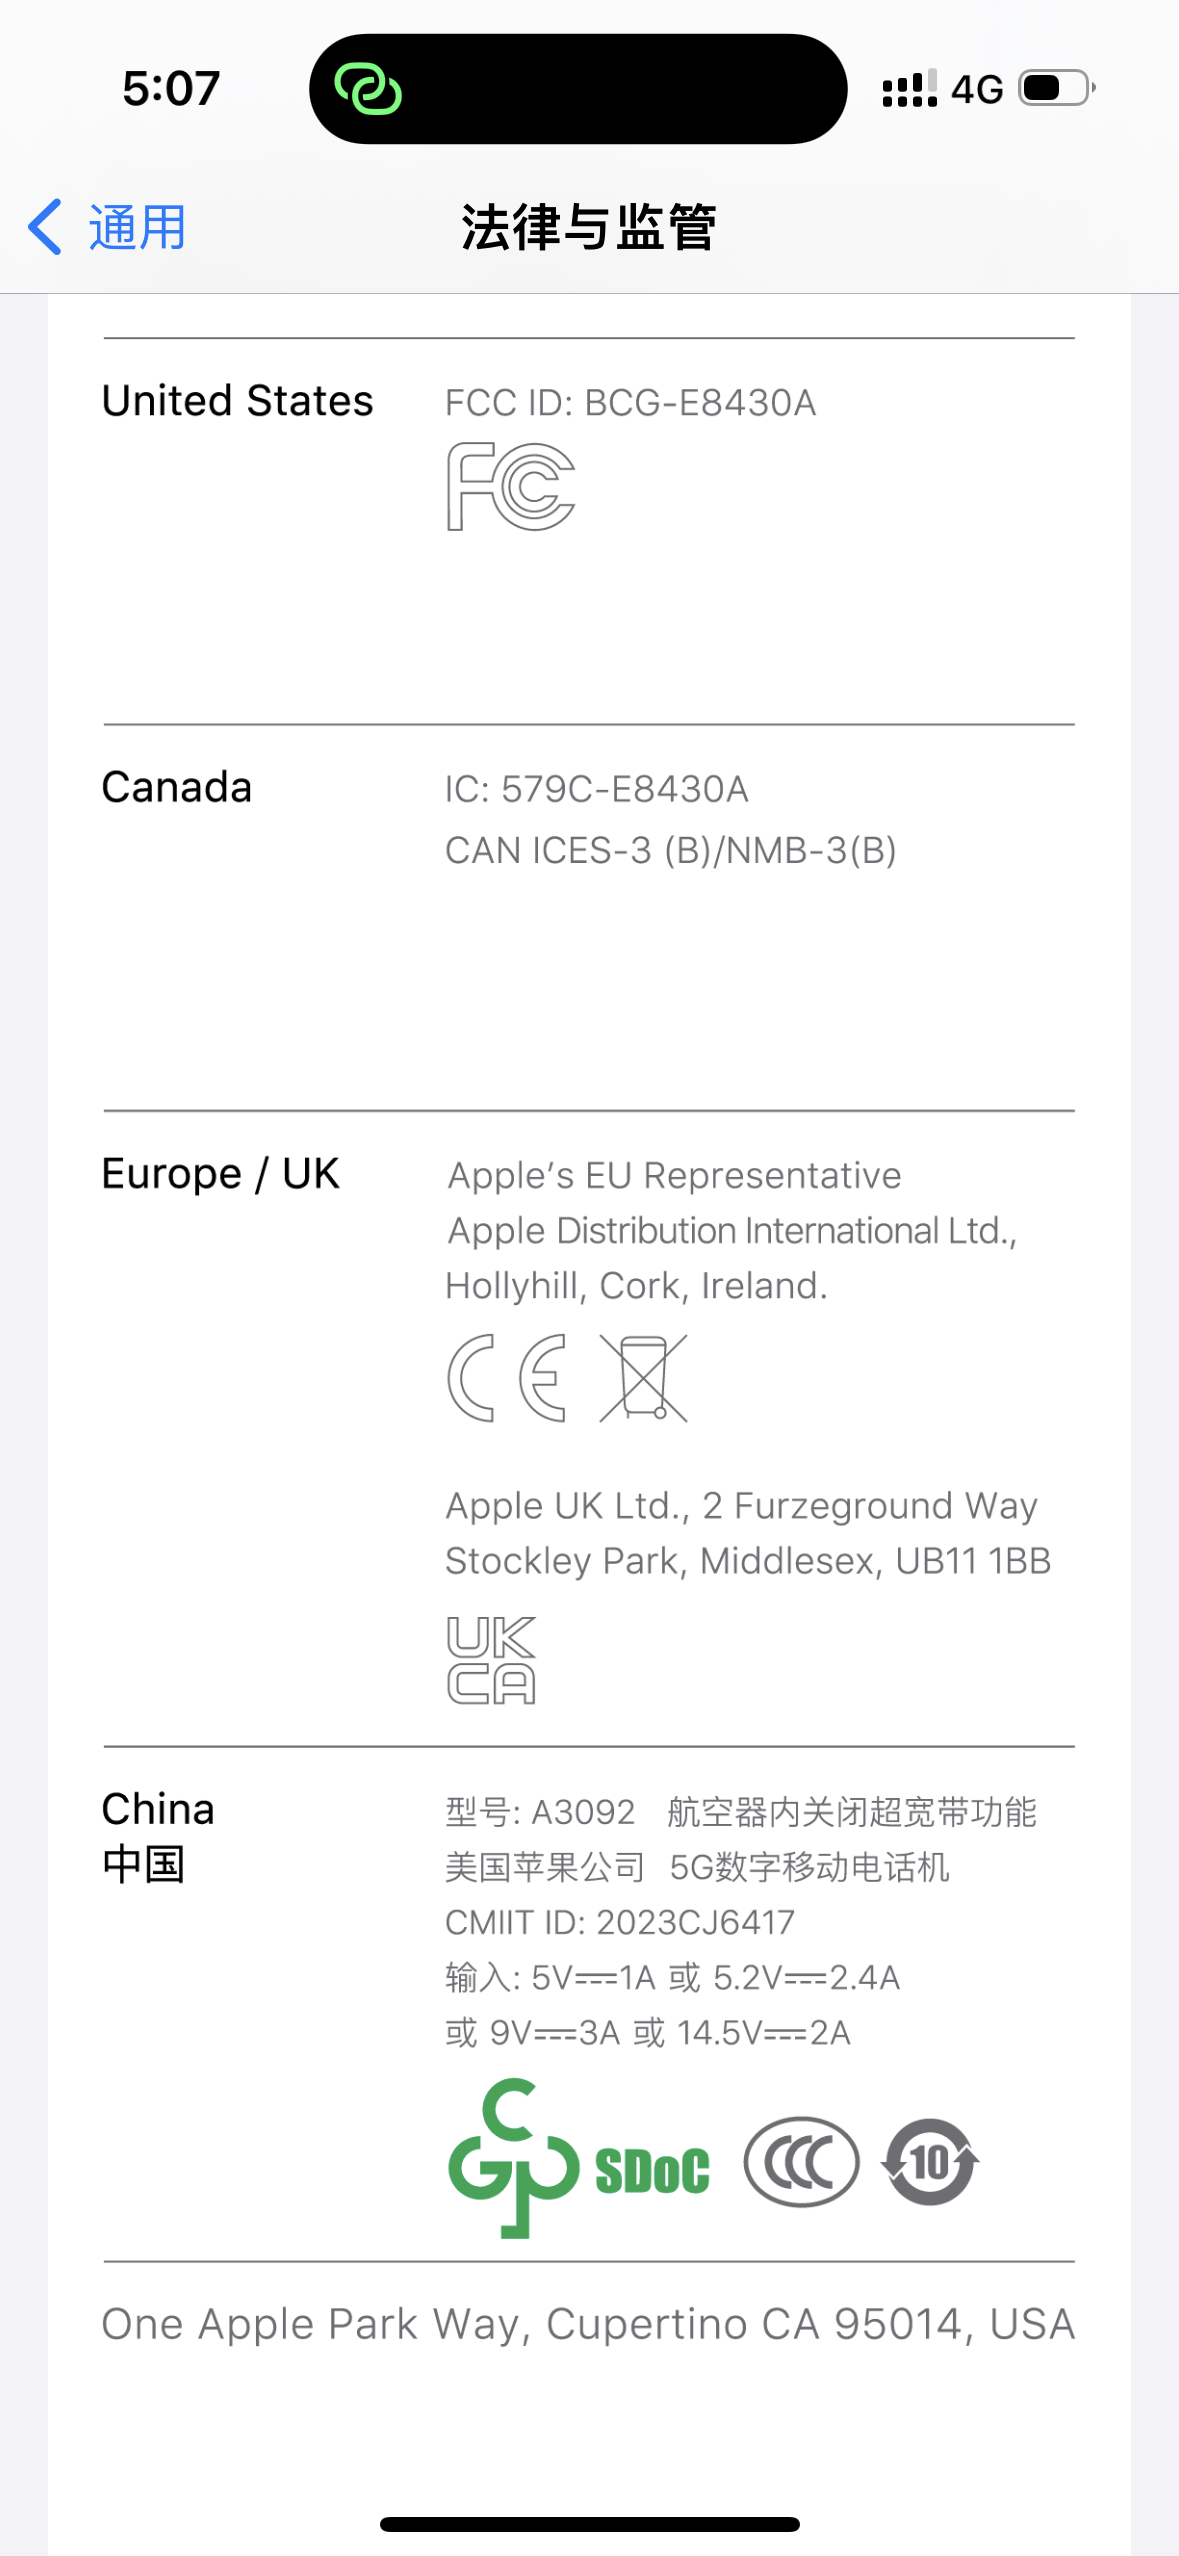 5:07
4G
通用
法律与监管
United States
FCC ID: BCG-E8430A
FC
Canada
IC: 579C-E8430A
CAN ICES-3 (B)/NMB-3(B)
Europe / UK
Apple’s EU Representative
Apple Distribution International Ltd.,
Hollyhill, Cork, Ireland.
CE
Apple UK Ltd., 2 Furzeground Way
Stockley Park, Middlesex, UB11 1BB
UK
CA
China
中国
型号: A3092 航空器内关闭超宽带功能
美国苹果公司 5G数字移动电话机
CMIIT ID: 2023CJ6417
输入: 5V⎓1A 或 5.2V⎓2.4A
或 9V⎓3A 或 14.5V⎓2A
CGP SDoC CCC 10
One Apple Park Way, Cupertino CA 95014, USA